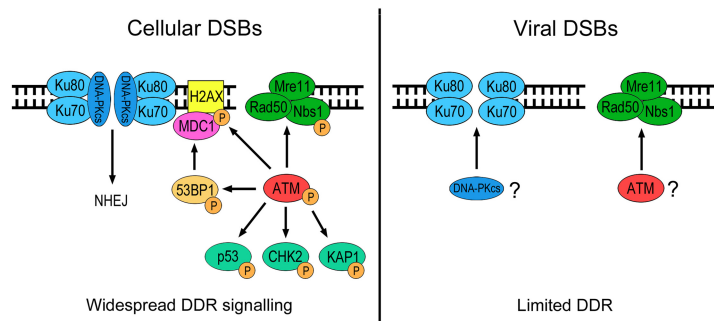 Cellular DSBs
Ku80
DNA-PKcs
DNA-PKcs
Ku80
Ku70
Ku70
H2AX
MDC1
P
Mre11
Rad50
Nbs1
P
NHEJ
53BP1
P
ATM
P
p53
P
CHK2
P
KAP1
P
Widespread DDR signalling
Viral DSBs
Ku80
Ku80
Ku70
Ku70
Mre11
Rad50
Nbs1
DNA-PKcs ?
ATM ?
Limited DDR